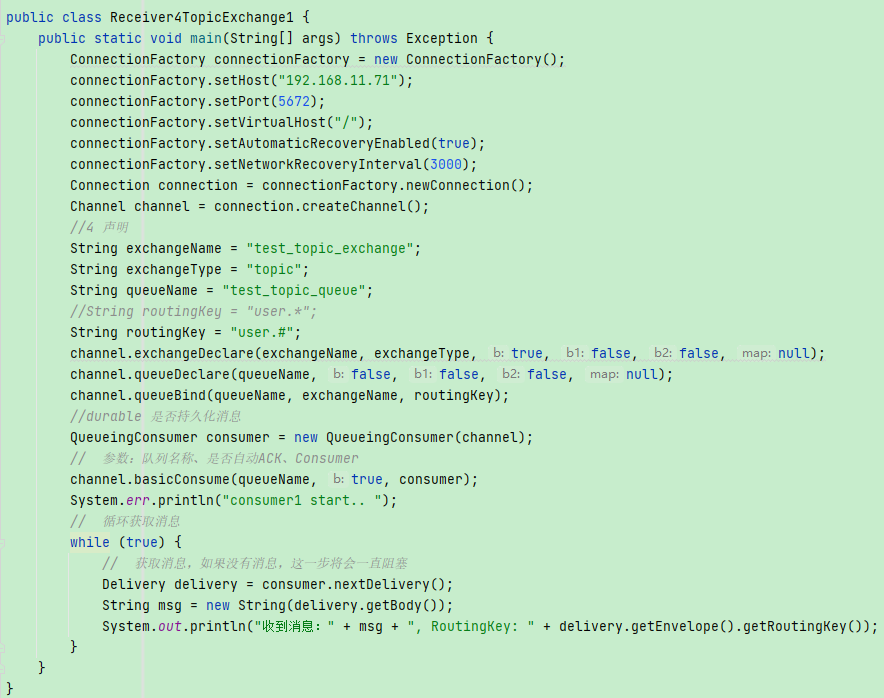 public class Receiver4TopicExchange1 {
    public static void main(String[] args) throws Exception {
        ConnectionFactory connectionFactory = new ConnectionFactory();
        connectionFactory.setHost("192.168.11.71");
        connectionFactory.setPort(5672);
        connectionFactory.setVirtualHost("/");
        connectionFactory.setAutomaticRecoveryEnabled(true);
        connectionFactory.setNetworkRecoveryInterval(3000);
        Connection connection = connectionFactory.newConnection();
        Channel channel = connection.createChannel();
        //4 声明
        String exchangeName = "test_topic_exchange";
        String exchangeType = "topic";
        String queueName = "test_topic_queue";
        //String routingKey = "user.*";
        String routingKey = "user.#";
        channel.exchangeDeclare(exchangeName, exchangeType, b: true, b1: false, b2: false, map: null);
        channel.queueDeclare(queueName, b: false, b1: false, b2: false, map: null);
        channel.queueBind(queueName, exchangeName, routingKey);
        //durable 是否持久化消息
        QueueingConsumer consumer = new QueueingConsumer(channel);
        // 参数：队列名称、是否自动ACK、Consumer
        channel.basicConsume(queueName, b: true, consumer);
        System.err.println("consumer1 start.. ");
        // 循环获取消息
        while (true) {
            // 获取消息，如果没有消息，这一步将会一直阻塞
            Delivery delivery = consumer.nextDelivery();
            String msg = new String(delivery.getBody());
            System.out.println("收到消息：" + msg + ", RoutingKey: " + delivery.getEnvelope().getRoutingKey());
        }
    }
}